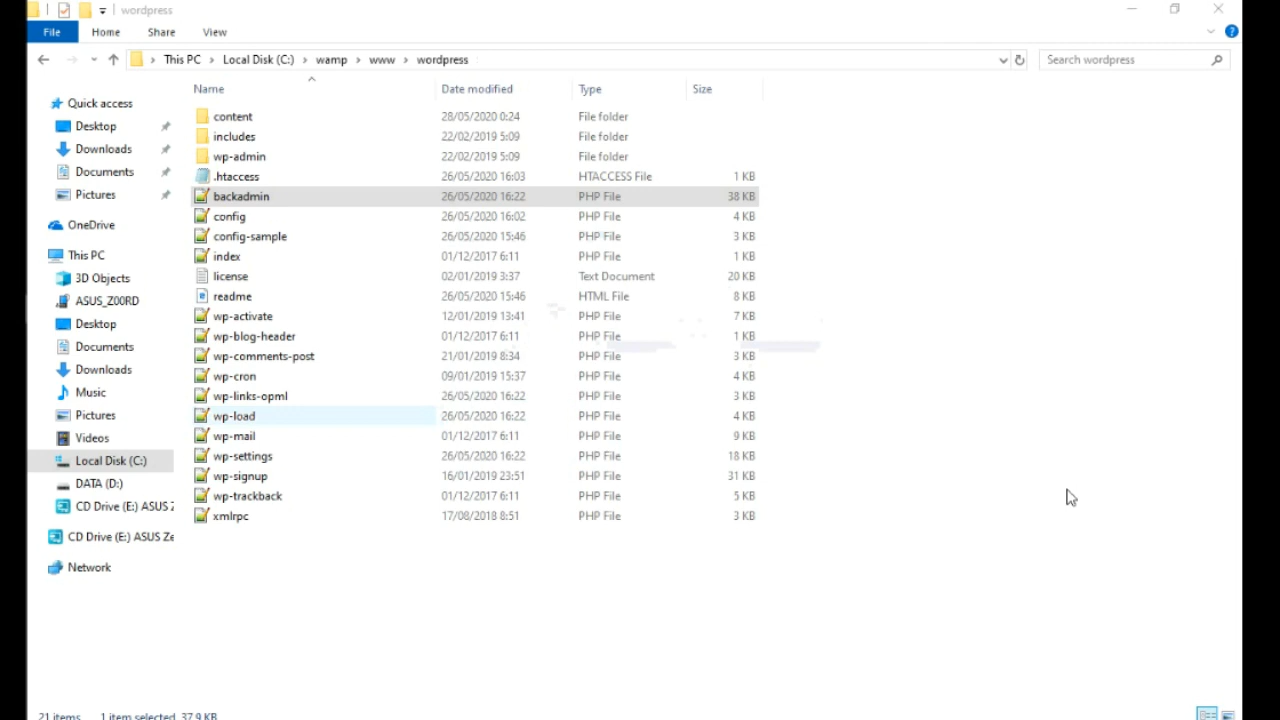 wordpress
File Home Share View
This PC Local Disk (C:) wamp www wordpress
Search wordpress
Name Date modified Type Size
Quick access
Desktop
Downloads
Documents
Pictures
OneDrive
This PC
3D Objects
ASUS_Z00RD
Desktop
Documents
Downloads
Music
Pictures
Videos
Local Disk (C:)
DATA (D:)
CD Drive (E:) ASUS Z
CD Drive (E:) ASUS Ze
Network
content 28/05/2020 0:24 File folder
includes 22/02/2019 5:09 File folder
wp-admin 22/02/2019 5:09 File folder
.htaccess 26/05/2020 16:03 HTACCESS File 1 KB
backadmin 26/05/2020 16:22 PHP File 38 KB
config 26/05/2020 16:02 PHP File 4 KB
config-sample 26/05/2020 15:46 PHP File 3 KB
index 01/12/2017 6:11 PHP File 1 KB
license 02/01/2019 3:37 Text Document 20 KB
readme 26/05/2020 15:46 HTML File 8 KB
wp-activate 12/01/2019 13:41 PHP File 7 KB
wp-blog-header 01/12/2017 6:11 PHP File 1 KB
wp-comments-post 21/01/2019 8:34 PHP File 3 KB
wp-cron 09/01/2019 15:37 PHP File 4 KB
wp-links-opml 26/05/2020 16:22 PHP File 3 KB
wp-load 26/05/2020 16:22 PHP File 4 KB
wp-mail 01/12/2017 6:11 PHP File 9 KB
wp-settings 26/05/2020 16:22 PHP File 18 KB
wp-signup 16/01/2019 23:51 PHP File 31 KB
wp-trackback 01/12/2017 6:11 PHP File 5 KB
xmlrpc 17/08/2018 8:51 PHP File 3 KB
21 items 1 item selected 37,9 KB